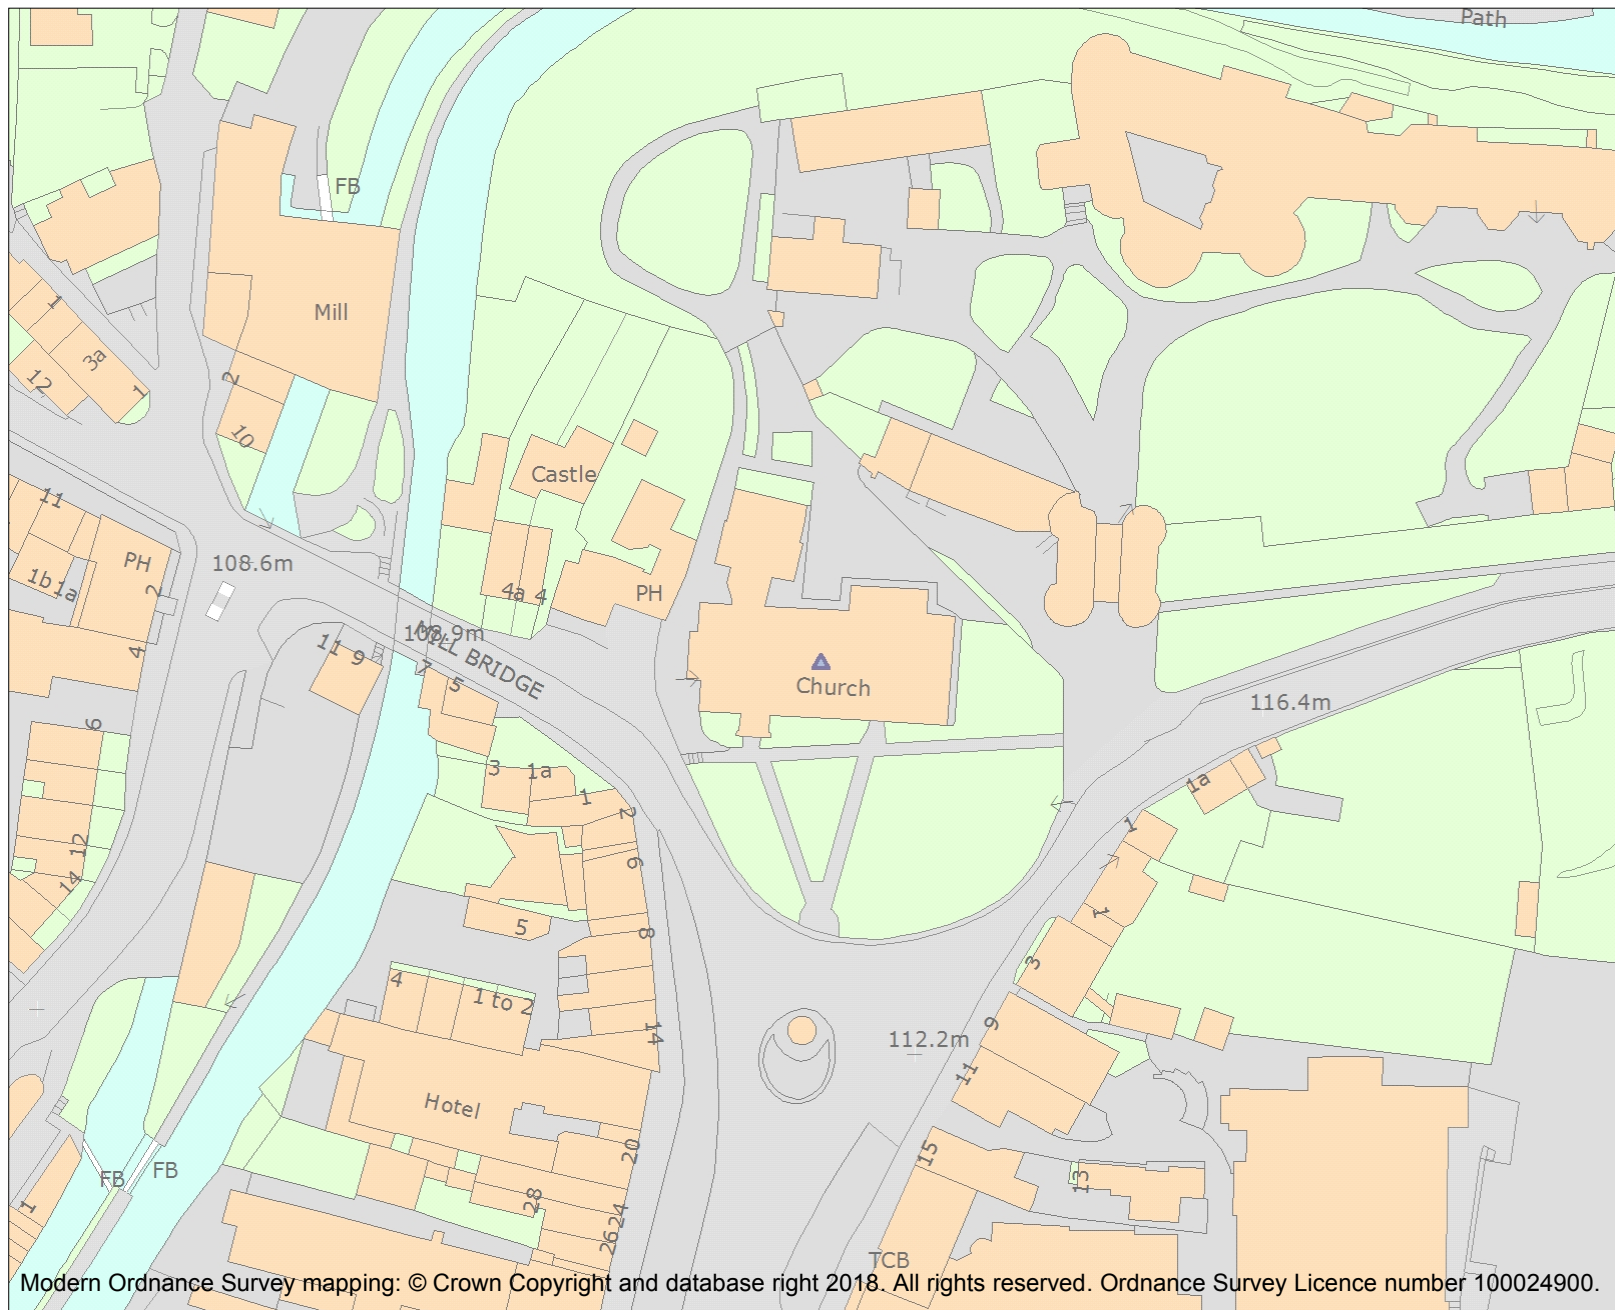 Path
FB
Mill
1
3a
12
1
2
10
11
PH
1b
1a
2
108.6m
Castle
4a
4
PH
108.9m
MILL BRIDGE
11
9
7
5
4
6
Church
116.4m
3
1a
1
2
6
1a
1
12
14
5
8
1
3
4
1 to 2
14
9
112.2m
11
Hotel
20
15
13
FB
FB
28
24
26
1
TCB
Modern Ordnance Survey mapping: © Crown Copyright and database right 2018. All rights reserved. Ordnance Survey Licence number 100024900.